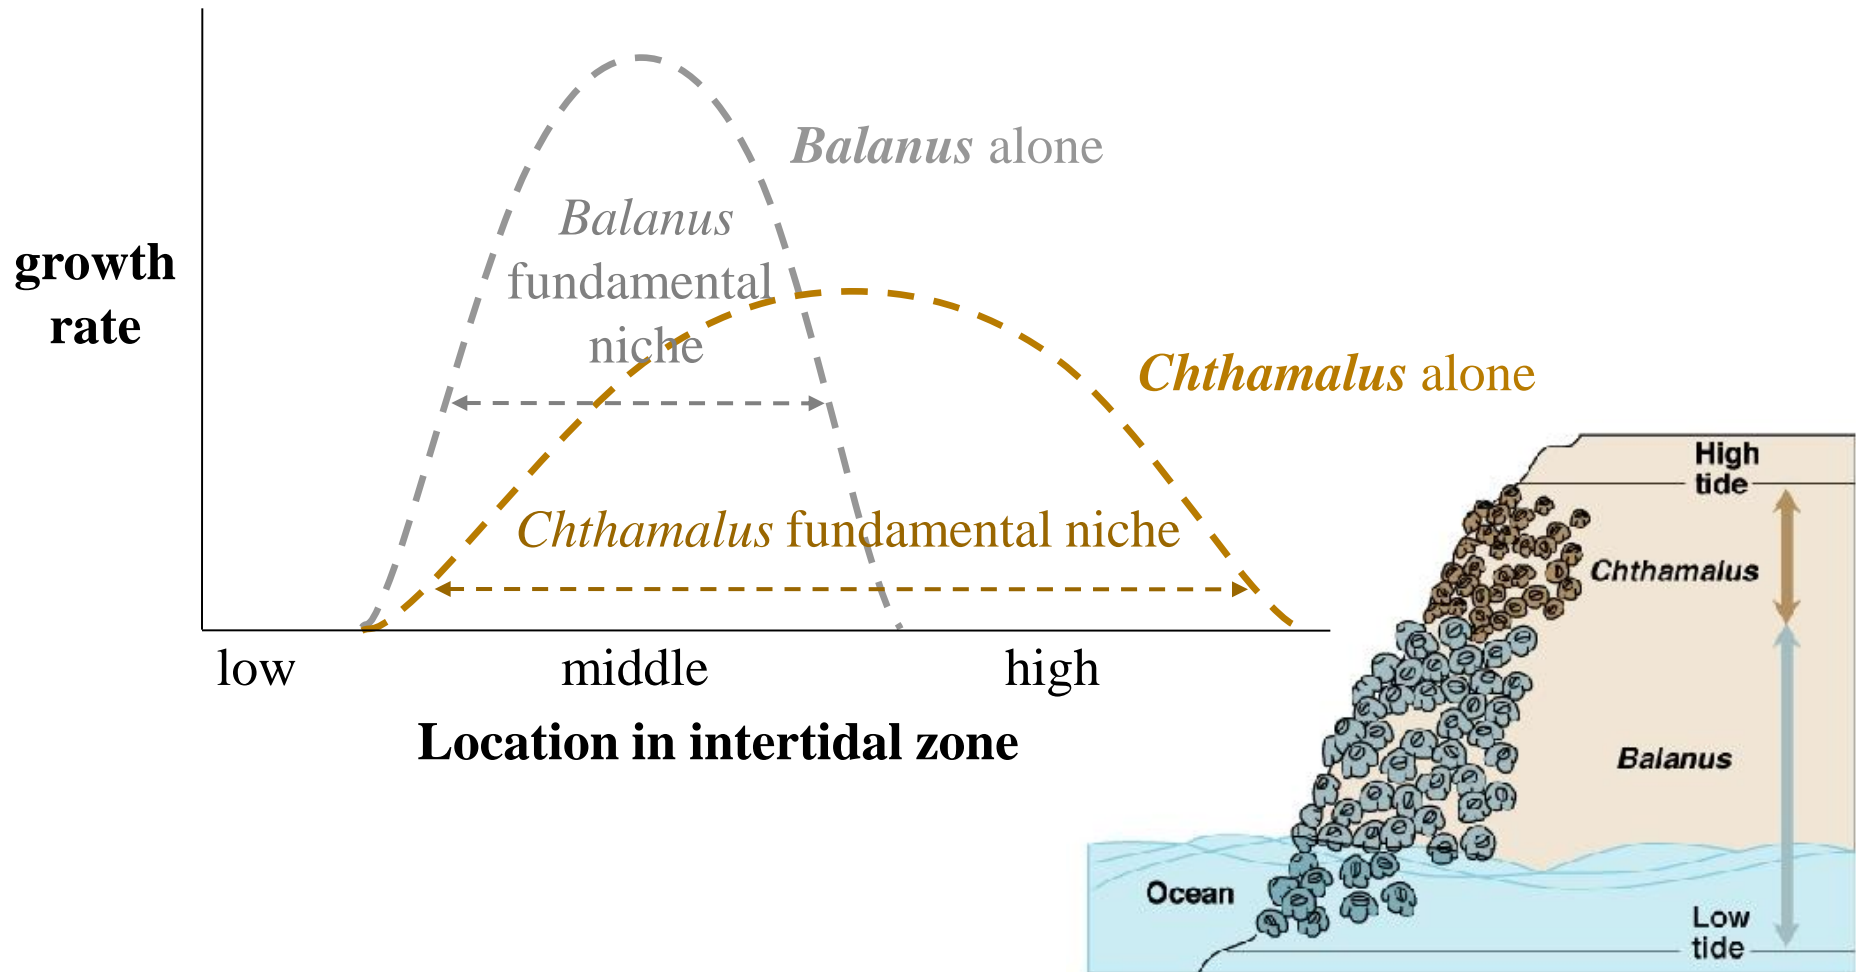 Balanus alone
Balanus
fundamental
niche
growth
rate
Chthamalus alone
Chthamalus fundamental niche
low middle high
Location in intertidal zone
High
tide
Chthamalus
Balanus
Ocean
Low
tide